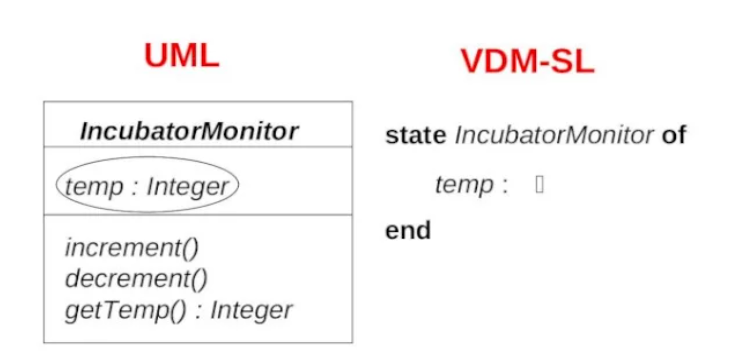 UML
IncubatorMonitor
temp : Integer
increment()
decrement()
getTemp() : Integer
VDM-SL
state IncubatorMonitor of
temp :
end